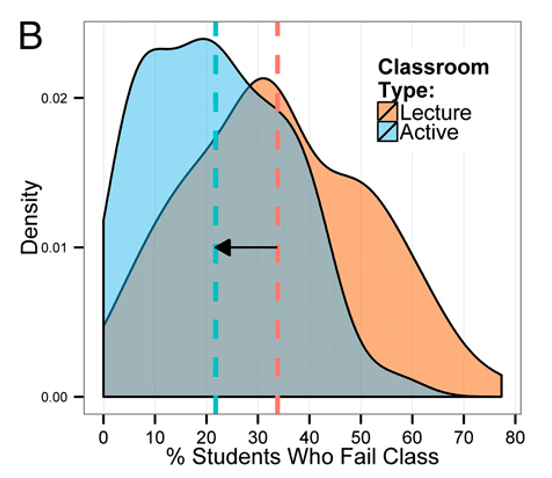 B
Classroom
Type:
Lecture
Active
Density
0.02
0.01
0.00
0 10 20 30 40 50 60 70 80
% Students Who Fail Class